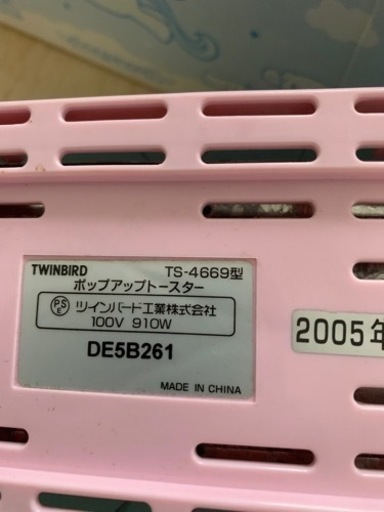 TWINBIRD TS-4669型
ポップアップトースター
PSE ツインバード工業株式会社
100V 910W
DE5B261
MADE IN CHINA
2005年